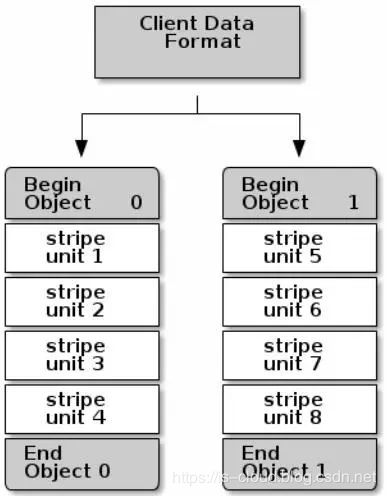 Client Data
Format
Begin
Object 0
stripe
unit 1
stripe
unit 2
stripe
unit 3
stripe
unit 4
End
Object 0
Begin
Object 1
stripe
unit 5
stripe
unit 6
stripe
unit 7
stripe
unit 8
End
Object 1
https://s-cloud.blog.csdn.net